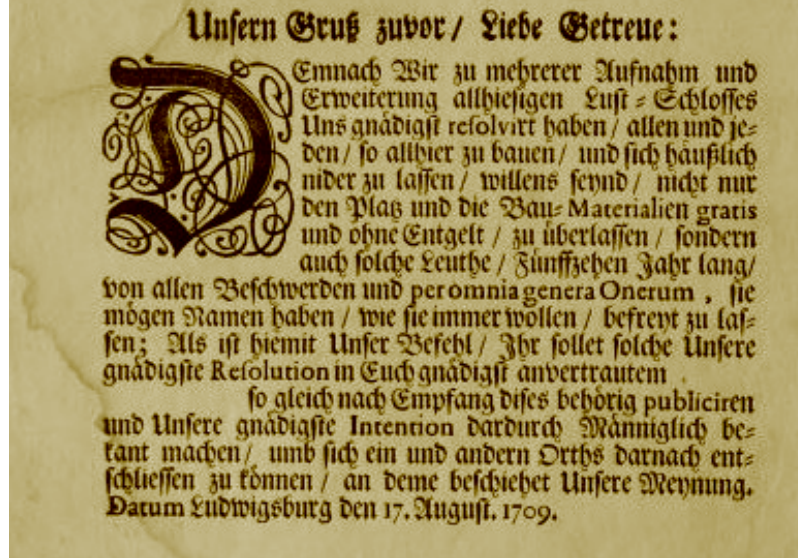 Unsern Gruß zuvor / Liebe Getreue:
DEmnach Wir zu mehrerer Aufnahm und
Erweiterung allhiesigen Lust-Schlosses
Uns gnädigst resolvirt haben / allen und je-
den / so allhier zu bauen / und sich häußlich
nider zu lassen / willens seynd / nicht nur
den Platz und die Bau-Materialien gratis
und ohne Entgelt / zu überlassen / sondern
auch solche Leuthe / Fünffzehen Jahr lang /
von allen Beschwerden und per omnia genera Onerum, sie
mögen Namen haben / wie sie immer wollen / befreyt zu las-
sen; Als ist hiemit Unser Befehl / Ihr sollet solche Unsere
gnädigste Resolution in Euch gnädigst anvertrautem
so gleich nach Empfang dises behörig publiciren
und Unsere gnädigste Intention dardurch Männiglich be-
kant machen / umb sich ein und andern Orths darnach ent-
schliessen zu können / an deme beschiehet Unsere Meynung.
Datum Ludwigsburg den 17. August. 1709.